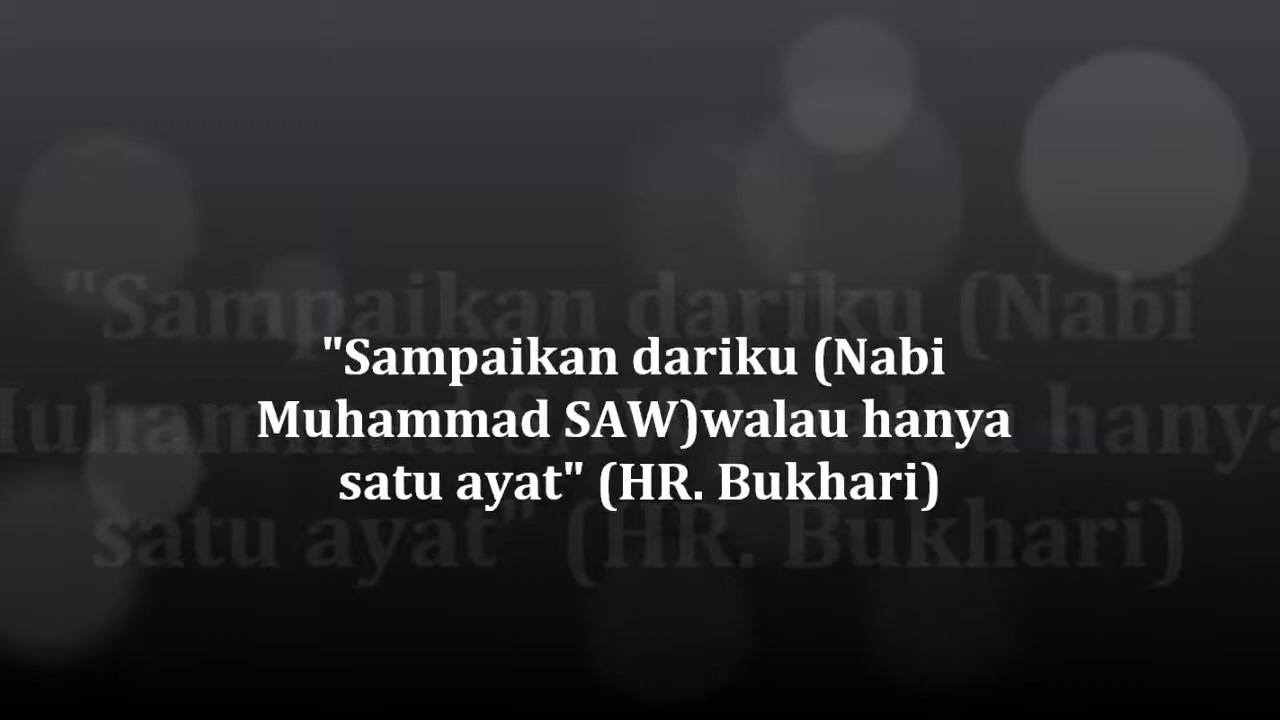 "Sampaikan dariku (Nabi
Muhammad SAW)walau hanya
satu ayat" (HR. Bukhari)